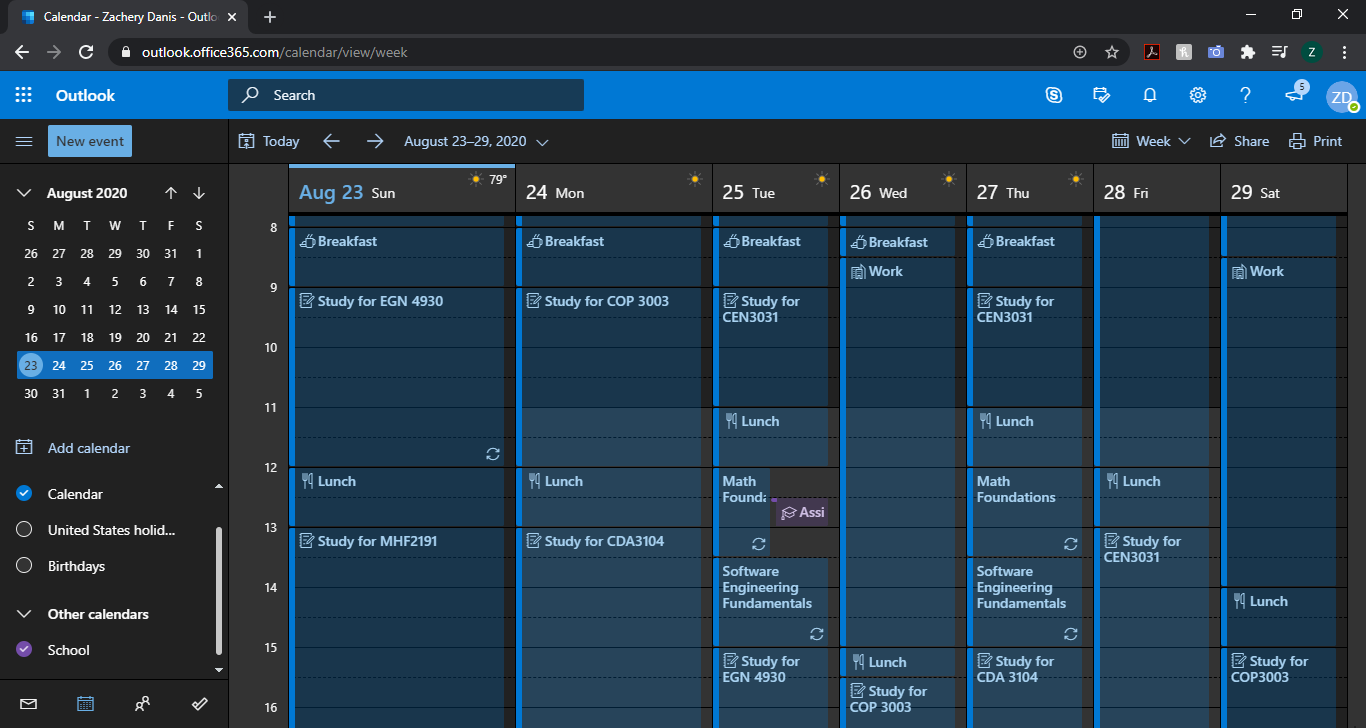 Calendar - Zachery Danis - Outlo
outlook.office365.com/calendar/view/week
Z
Outlook
Search
5
ZD
New event
Today
August 23–29, 2020
Week
Share
Print
August 2020
S M T W T F S
26 27 28 29 30 31 1
2 3 4 5 6 7 8
9 10 11 12 13 14 15
16 17 18 19 20 21 22
23 24 25 26 27 28 29
30 31 1 2 3 4 5
Add calendar
Calendar
United States holid...
Birthdays
Other calendars
School
Aug 23 Sun
79°
24 Mon
25 Tue
26 Wed
27 Thu
28 Fri
29 Sat
8
9
10
11
12
13
14
15
16
Breakfast
Study for EGN 4930
Lunch
Study for MHF2191
Breakfast
Study for COP 3003
Lunch
Study for CDA3104
Breakfast
Study for
CEN3031
Lunch
Math
Founda
Assi
Software
Engineering
Fundamentals
Study for
EGN 4930
Breakfast
Work
Lunch
Study for
COP 3003
Breakfast
Study for
CEN3031
Lunch
Math
Foundations
Software
Engineering
Fundamentals
Study for
CDA 3104
Lunch
Study for
CEN3031
Work
Lunch
Study for
COP3003